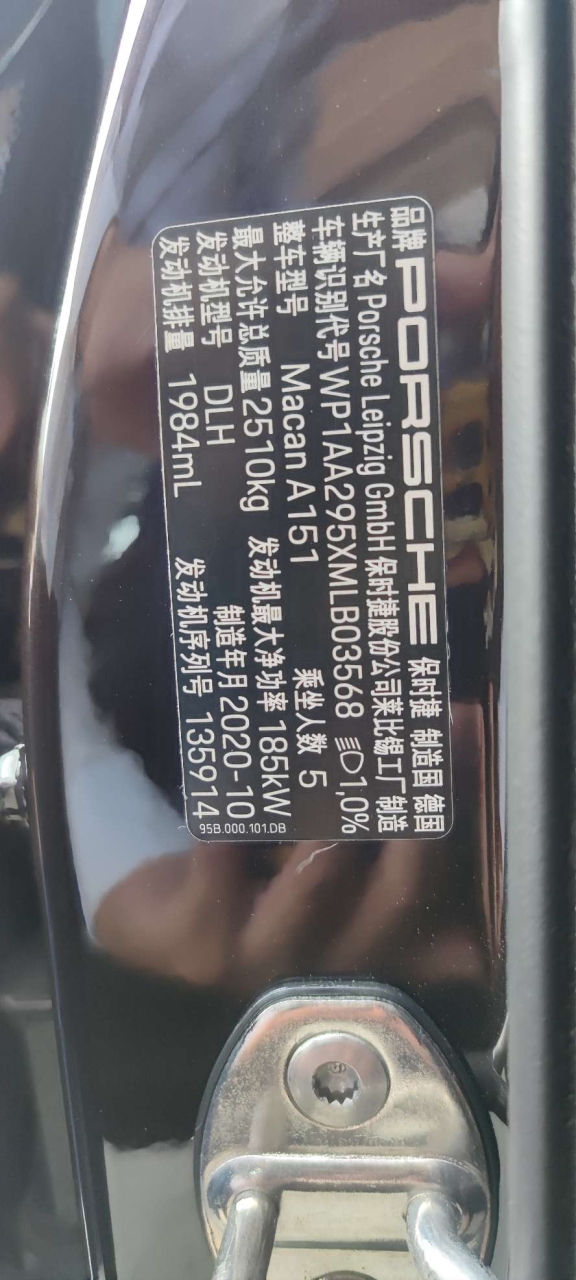 品牌 PORSCHE 保时捷 制造国 德国
生产厂名 Porsche Leipzig GmbH 保时捷股份公司莱比锡工厂制造
车辆识别代号 WP1AA295XMLB03568 1,0%
整车型号 Macan A151 乘坐人数 5
最大允许总质量 2510kg 发动机最大净功率 185kW
发动机型号 DLH 制造年月 2020-10
发动机排量 1984mL 发动机序列号 135914
95B.000.101.DB